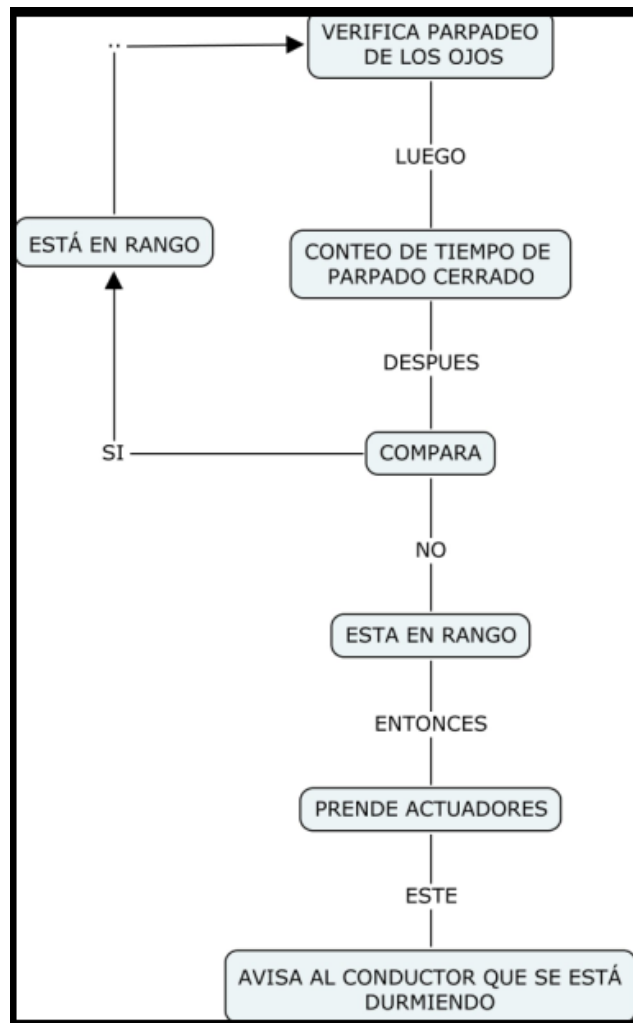 ..
VERIFICA PARPADEO
DE LOS OJOS
LUEGO
ESTÁ EN RANGO
CONTEO DE TIEMPO DE
PARPADO CERRADO
DESPUES
SI
COMPARA
NO
ESTA EN RANGO
ENTONCES
PRENDE ACTUADORES
ESTE
AVISA AL CONDUCTOR QUE SE ESTÁ
DURMIENDO